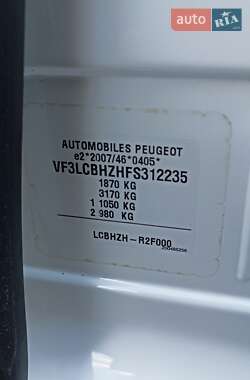 auto RIA
AUTOMOBILES PEUGEOT
e2*2007/46*0405*
VF3LCBHZHFS312235
1870 KG
3170 KG
1 1050 KG
2 980 KG
LCBHZH-R2F000